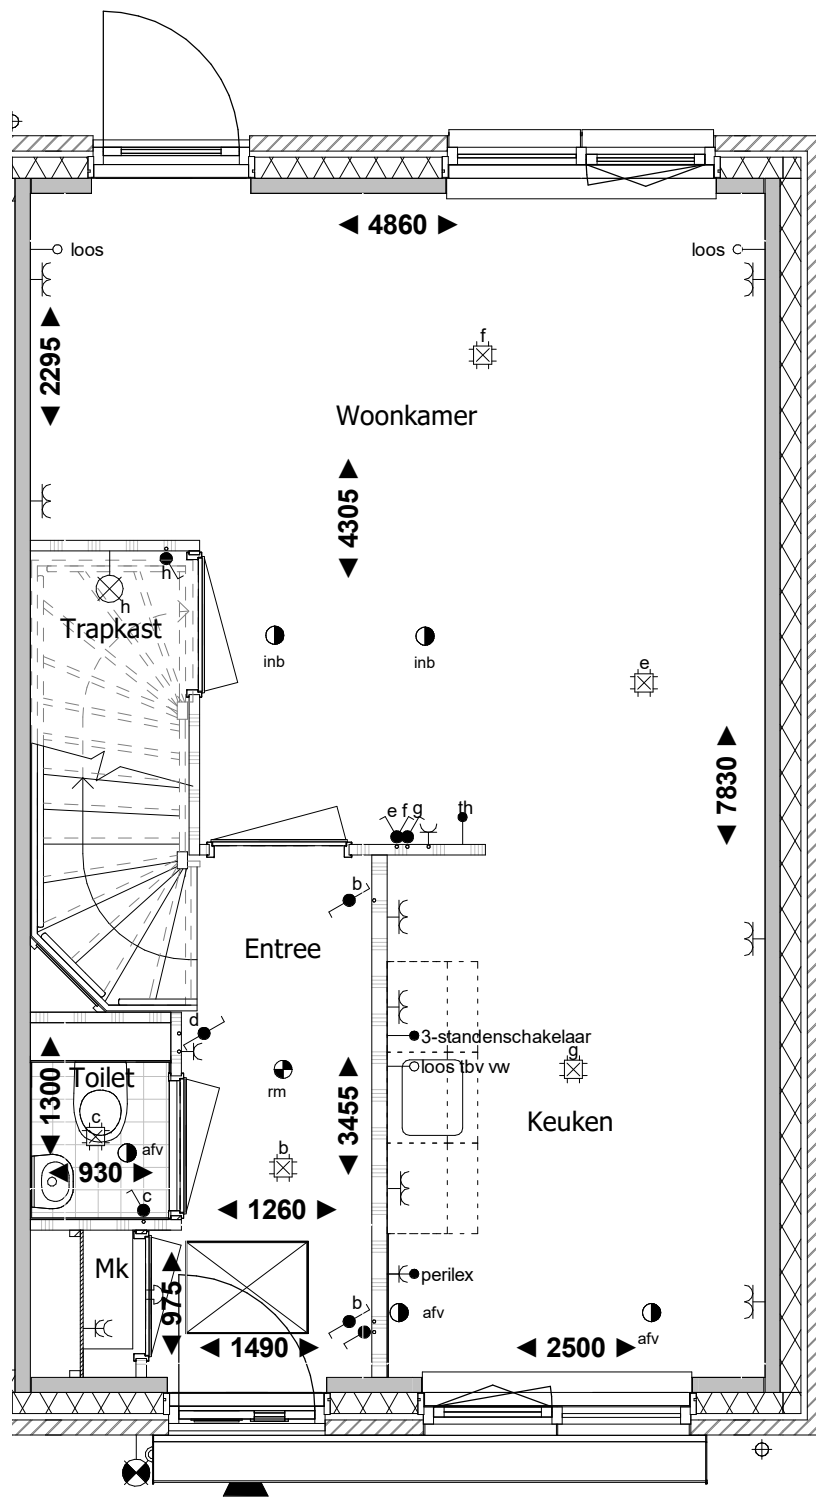 4860
loos
loos
2295
f
Woonkamer
4305
h
h
Trapkast
inb
inb
e
7830
e f g
th
b
Entree
d
3-standenschakelaar
loos tbv vw
g
rm
1300
Toilet
c
afv
930
c
3455
Keuken
b
1260
Mk
975
perilex
b
afv
afv
1490
2500